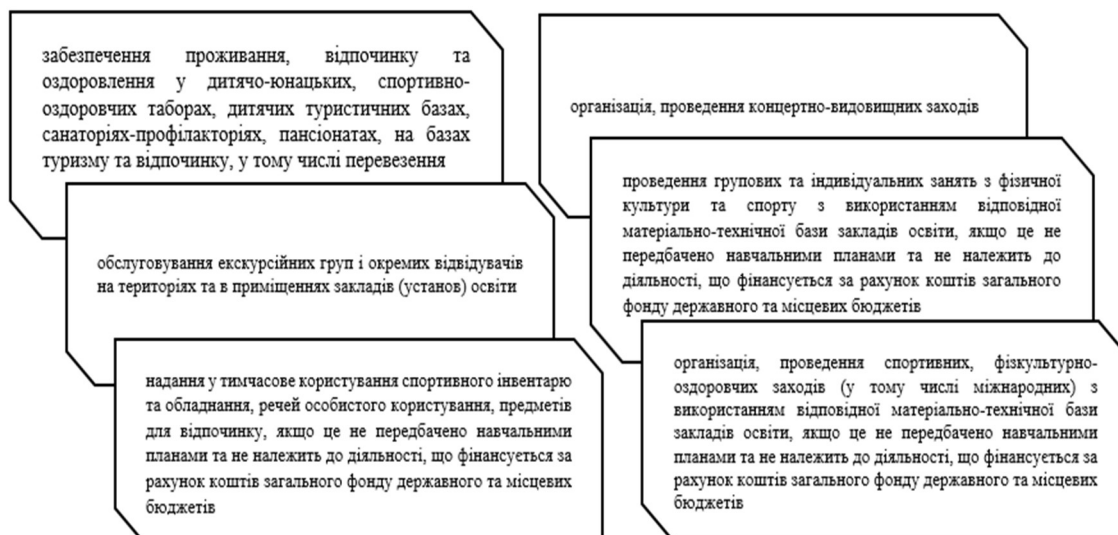 забезпечення проживання, відпочинку та
оздоровлення у дитячо-юнацьких, спортивно-
оздоровчих таборах, дитячих туристичних базах,
санаторіях-профілакторіях, пансіонатах, на базах
туризму та відпочинку, у тому числі перевезення
обслуговування екскурсійних груп і окремих відвідувачів
на територіях та в приміщеннях закладів (установ) освіти
надання у тимчасове користування спортивного інвентарю
та обладнання, речей особистого користування, предметів
для відпочинку, якщо це не передбачено навчальними
планами та не належить до діяльності, що фінансується за
рахунок коштів загального фонду державного та місцевих
бюджетів
організація, проведення концертно-видовищних заходів
проведення групових та індивідуальних занять з фізичної
культури та спорту з використанням відповідної
матеріально-технічної бази закладів освіти, якщо це не
передбачено навчальними планами та не належить до
діяльності, що фінансується за рахунок коштів загального
фонду державного та місцевих бюджетів
організація, проведення спортивних, фізкультурно-
оздоровчих заходів (у тому числі міжнародних) з
використанням відповідної матеріально-технічної бази
закладів освіти, якщо це не передбачено навчальними
планами та не належить до діяльності, що фінансується за
рахунок коштів загального фонду державного та місцевих
бюджетів